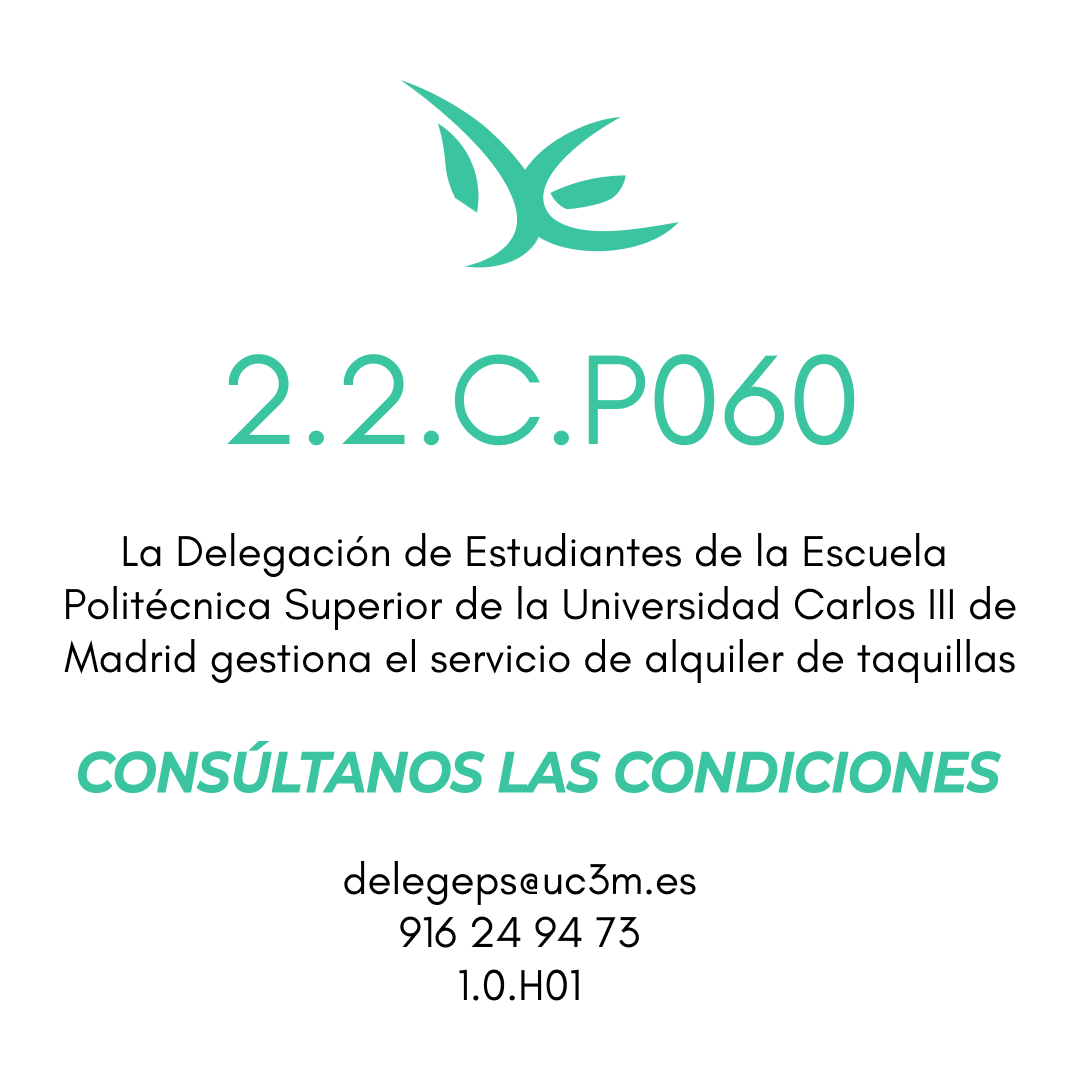 2.2.C.P060
La Delegación de Estudiantes de la Escuela
Politécnica Superior de la Universidad Carlos III de
Madrid gestiona el servicio de alquiler de taquillas
CONSÚLTANOS LAS CONDICIONES
delegeps@uc3m.es
916 24 94 73
1.0.H01